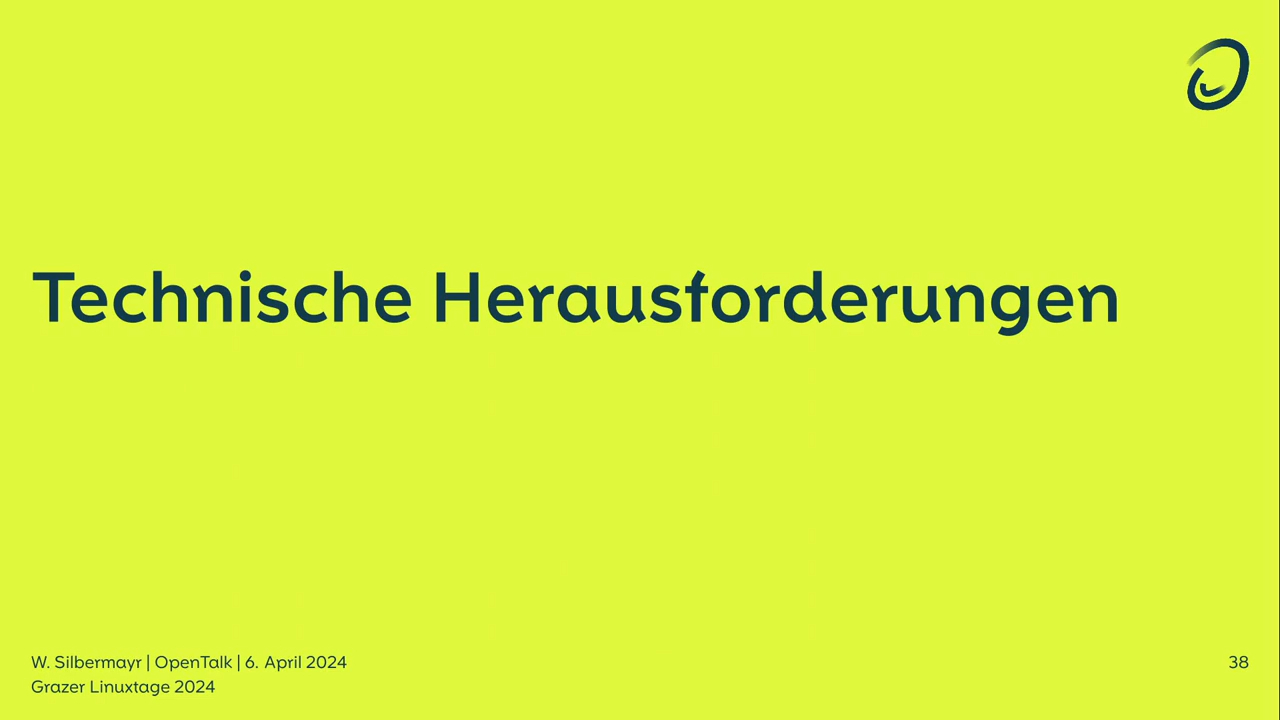 Technische Herausforderungen
W. Silbermayr | OpenTalk | 6. April 2024
Grazer Linuxtage 2024
38